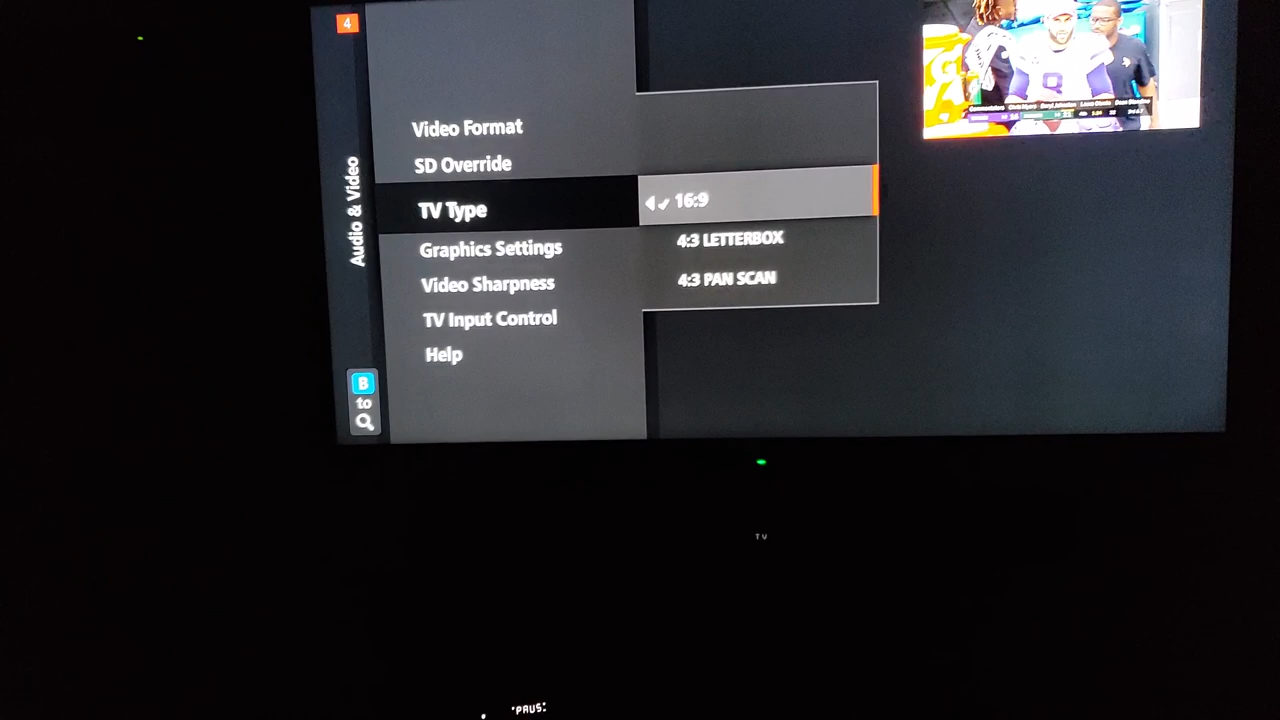 4
Audio & Video
B
to
Video Format
SD Override
TV Type
Graphics Settings
Video Sharpness
TV Input Control
Help
16:9
4:3 LETTERBOX
4:3 PAN SCAN
8
TV